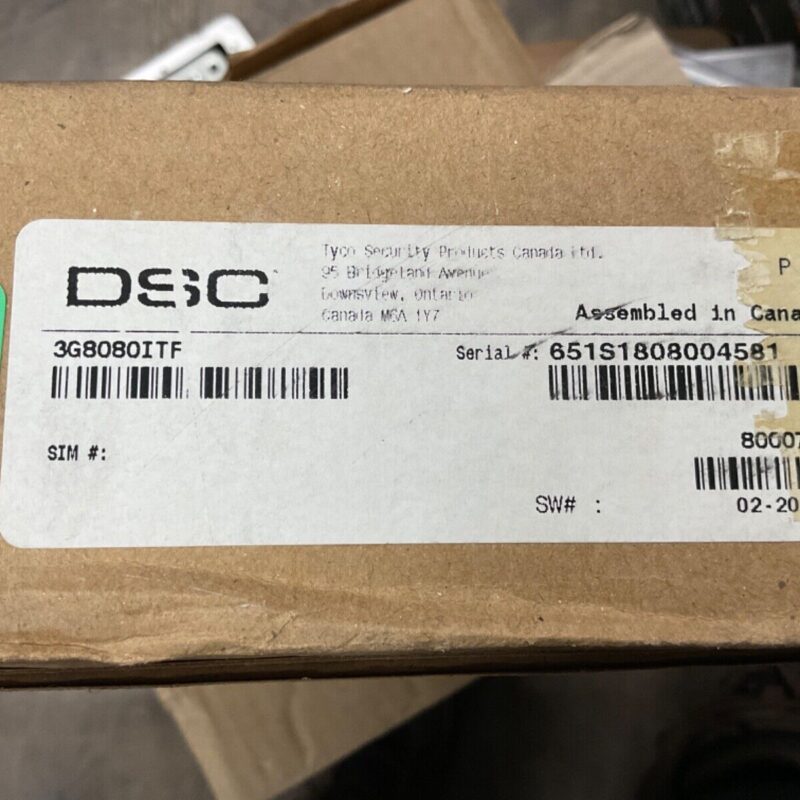 DSC
Tyco Security Products Canada Ltd.
95 Bridgeland Avenue
Downsview, Ontario
Canada M6A 1Y7
P
Assembled in Cana
3G8080ITF
Serial #: 651S1808004581
SIM #:
80007
SW# :
02-20